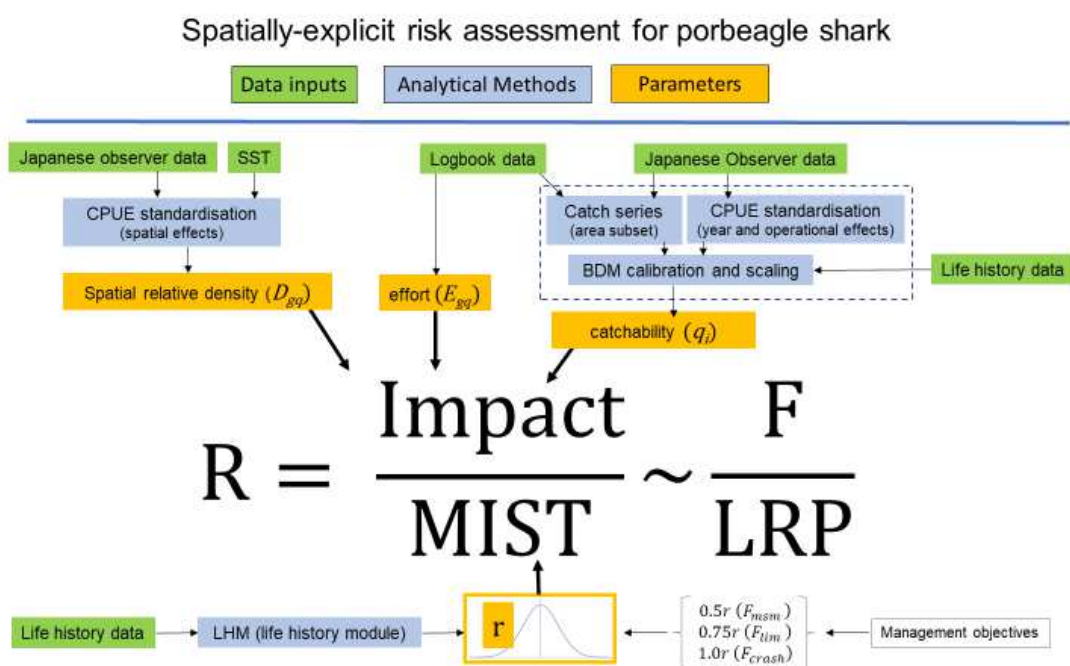 Spatially-explicit risk assessment for porbeagle shark
Data inputs
Analytical Methods
Parameters
Japanese observer data
SST
Logbook data
Japanese Observer data
CPUE standardisation
(spatial effects)
Catch series
(area subset)
CPUE standardisation
(year and operational effects)
BDM calibration and scaling
Life history data
Spatial relative density (D_gq)
effort (E_gq)
catchability (q_i)
R = Impact / MIST ~ F / LRP
Life history data
LHM (life history module)
r
0.5r (F_msm)
0.75r (F_lim)
1.0r (F_crash)
Management objectives